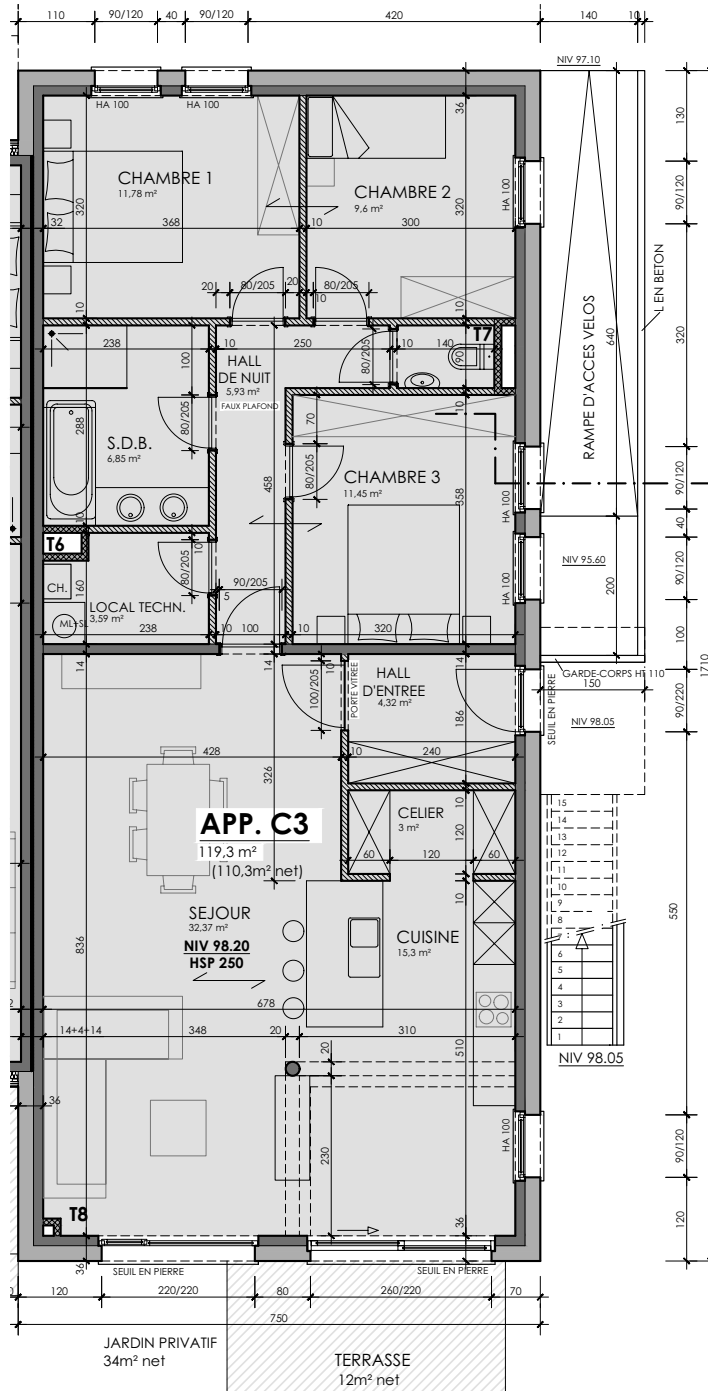 110 90/120 40 90/120 420 140 10
NIV 97.10
HA 100 HA 100
36
130
CHAMBRE 1
11,78 m²
CHAMBRE 2
9,6 m²
HA 100
90/120
320
320
32 368 10 300
L EN BETON
20 80/205 20 80/205
10
10
10
640
320
RAMPE D'ACCES VELOS
238 10 250 10 140
T7
90
100
HALL
DE NUIT
5,93 m²
FAUX PLAFOND
80/205
10
70
288
80/205
S.D.B.
6,85 m²
458
80/205
CHAMBRE 3
11,45 m²
358
HA 100
90/120
10
T6
10
40
NIV 95.60
CH.
160
80/205
HA 100
90/120
200
LOCAL TECHN.
3,59 m²
ML+SL
5
90/205
238 10 100 10 320
100
14
14
10
14
GARDE-CORPS HT 110
150
1710
100/205
PORTE VITREE
HALL
D'ENTREE
4,32 m²
186
SEUIL EN PIERRE
NIV 98.05
90/220
428 10 240
326
CELIER
3 m²
10
120
60 120 60
10
APP. C3
119,3 m²
(110,3m² net)
15
14
13
12
11
10
9
8
7
6
5
4
3
2
1
550
SEJOUR
32,37 m²
CUISINE
15,3 m²
NIV 98.20
HSP 250
836
678
14+4+14 348 20 310
510
NIV 98.05
20
36
230
HA 100
90/120
T8
36
36
120
SEUIL EN PIERRE SEUIL EN PIERRE
120 220/220 80 260/220 70
750
JARDIN PRIVATIF
34m² net
TERRASSE
12m² net